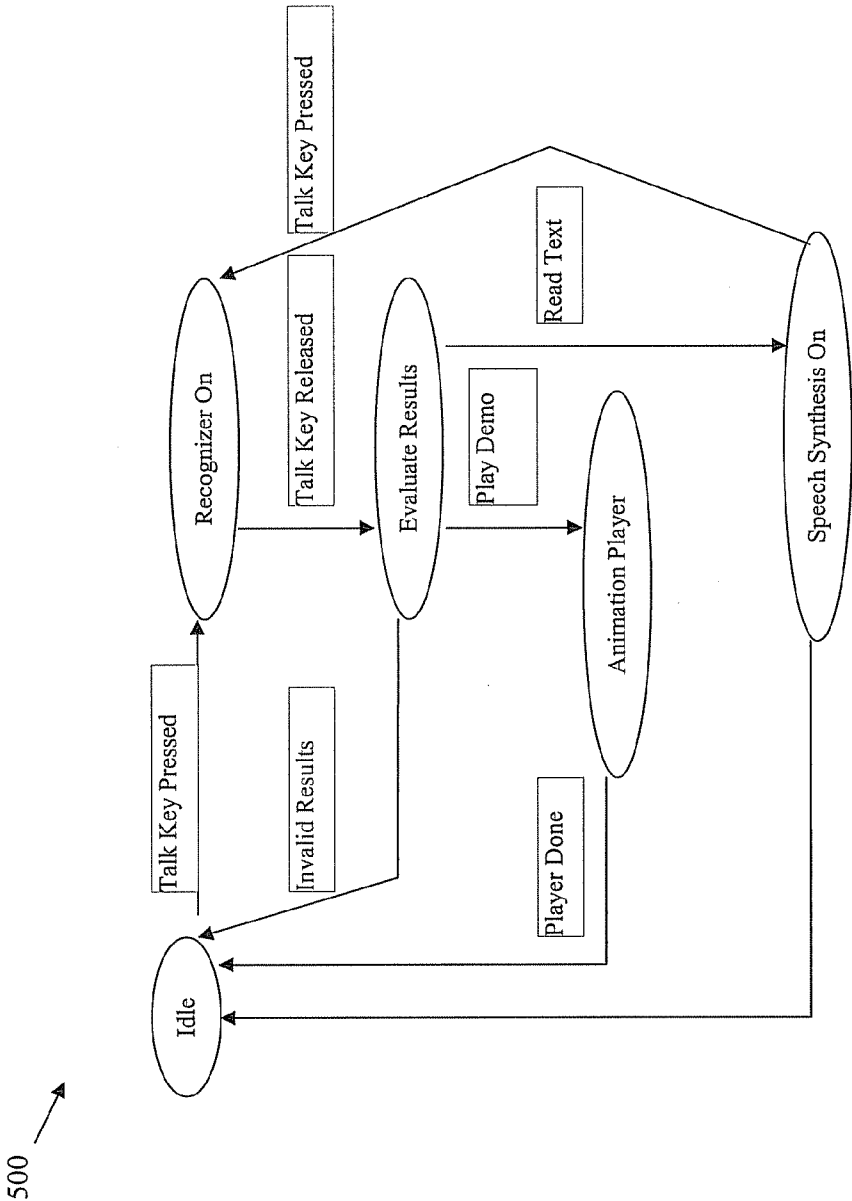 500
Idle
Talk Key Pressed
Recognizer On
Talk Key Pressed
Invalid Results
Talk Key Released
Evaluate Results
Player Done
Play Demo
Read Text
Animation Player
Speech Synthesis On